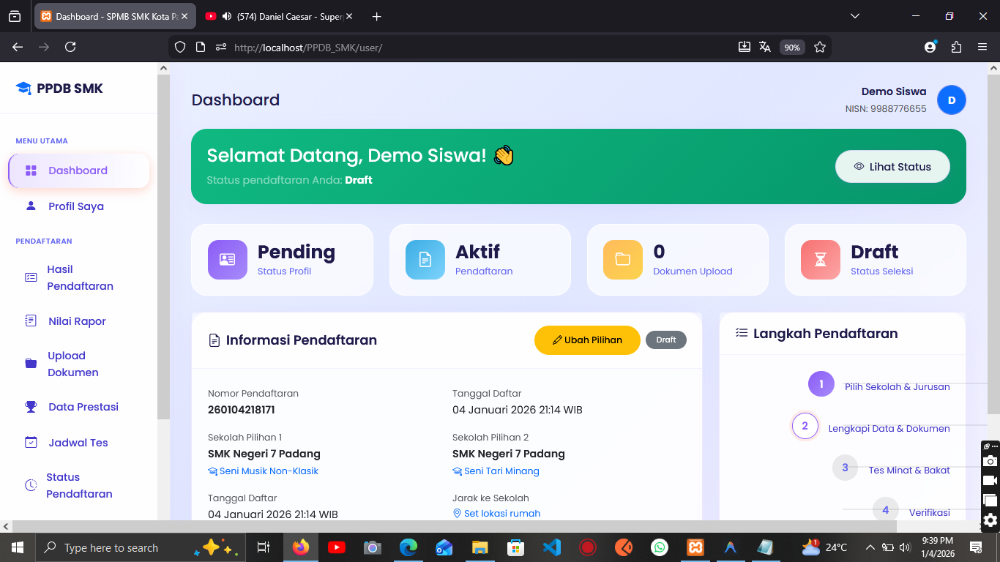 Dashboard - SPMB SMK Kota Pa
(574) Daniel Caesar - Super
http://localhost/PPDB_SMK/user/
90%
PPDB SMK
MENU UTAMA
Dashboard
Profil Saya
PENDAFTARAN
Hasil
Pendaftaran
Nilai Rapor
Upload
Dokumen
Data Prestasi
Jadwal Tes
Status
Pendaftaran
Dashboard
Demo Siswa
NISN: 9988776655
D
Selamat Datang, Demo Siswa! 👋
Status pendaftaran Anda: Draft
Lihat Status
Pending
Status Profil
Aktif
Pendaftaran
0
Dokumen Upload
Draft
Status Seleksi
Informasi Pendaftaran
Ubah Pilihan
Draft
Nomor Pendaftaran
260104218171
Tanggal Daftar
04 Januari 2026 21:14 WIB
Sekolah Pilihan 1
SMK Negeri 7 Padang
Seni Musik Non-Klasik
Sekolah Pilihan 2
SMK Negeri 7 Padang
Seni Tari Minang
Tanggal Daftar
04 Januari 2026 21:14 WIB
Jarak ke Sekolah
Set lokasi rumah
Langkah Pendaftaran
1 Pilih Sekolah & Jurusan
2 Lengkapi Data & Dokumen
3 Tes Minat & Bakat
4 Verifikasi
Type here to search
1
24°C
9:39 PM
1/4/2026